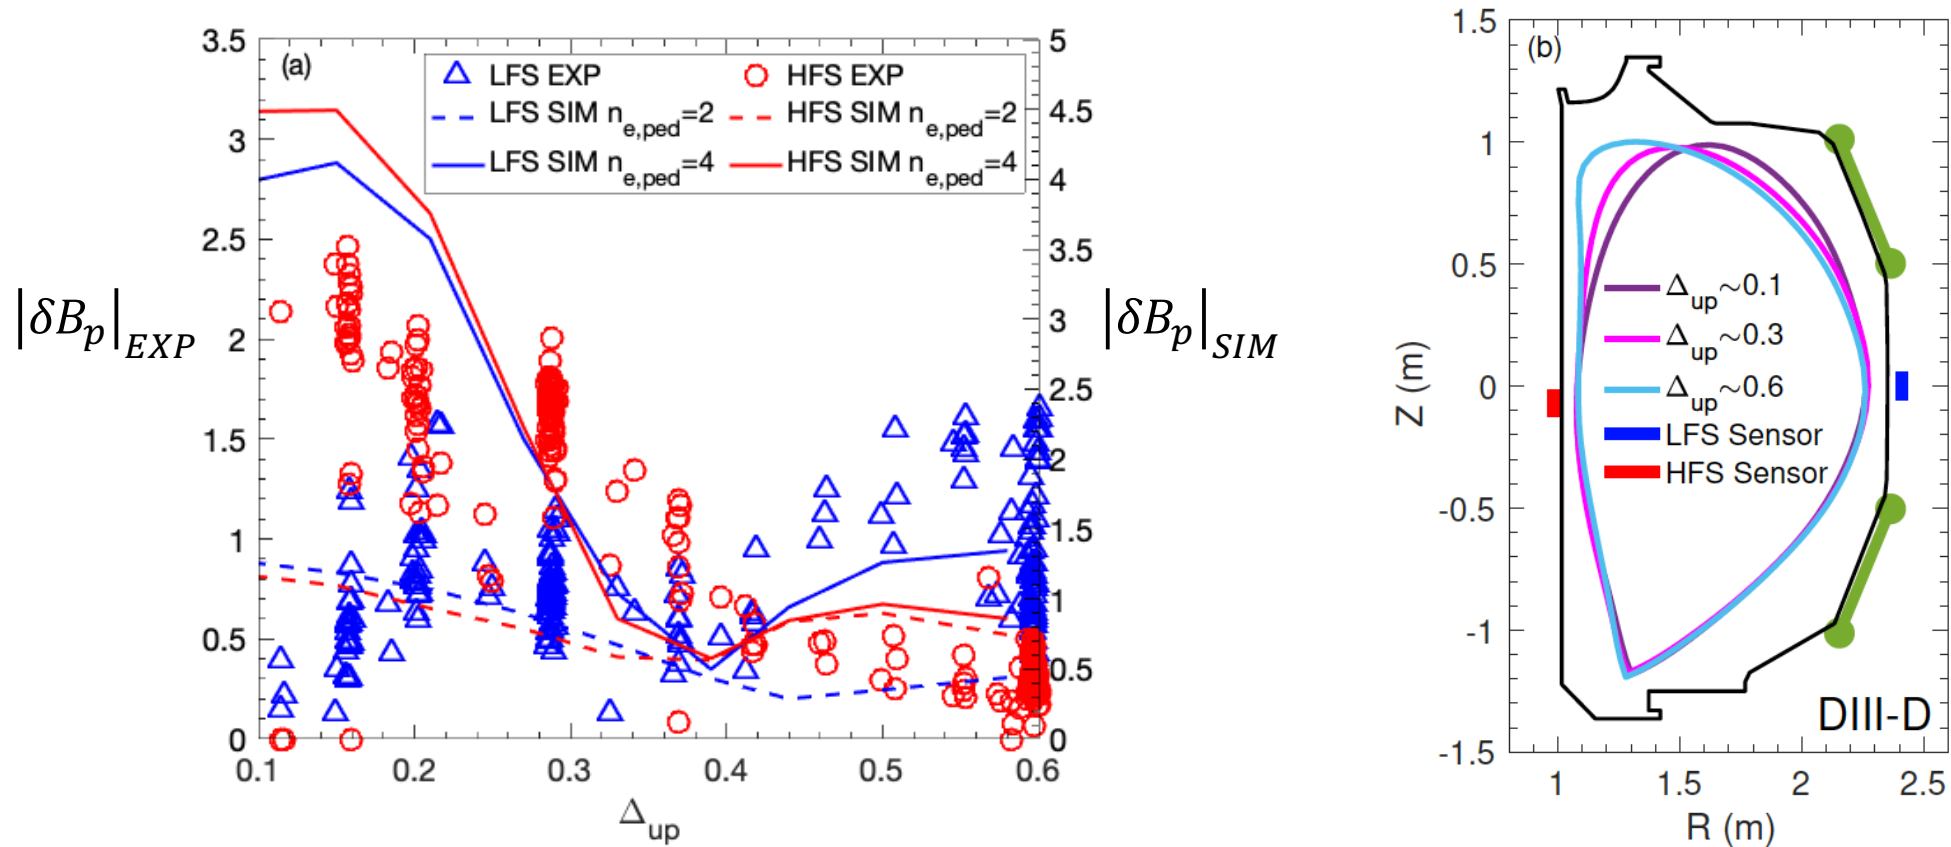 (a)
LFS EXP
HFS EXP
LFS SIM n_e,ped=2
HFS SIM n_e,ped=2
LFS SIM n_e,ped=4
HFS SIM n_e,ped=4
3.5
3
2.5
2
1.5
1
0.5
0
|δB_p|_EXP
5
4.5
4
3.5
3
2.5
2
1.5
1
0.5
0
|δB_p|_SIM
0.1 0.2 0.3 0.4 0.5 0.6
Δ_up
(b)
1.5
1
0.5
0
-0.5
-1
-1.5
Z (m)
Δ_up~0.1
Δ_up~0.3
Δ_up~0.6
LFS Sensor
HFS Sensor
DIII-D
1 1.5 2 2.5
R (m)